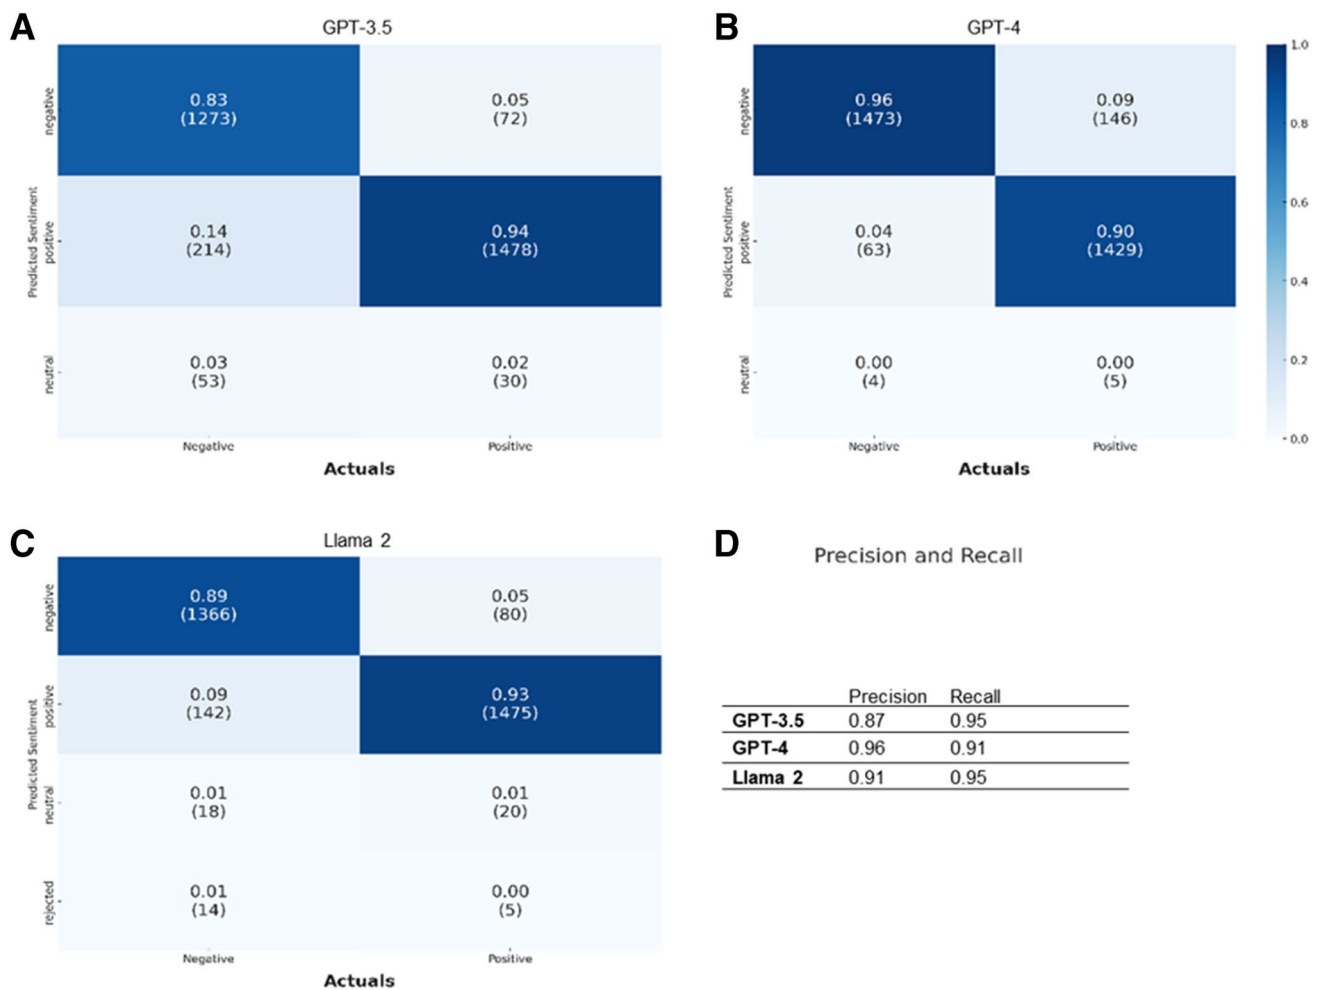 A
GPT-3.5
negative
0.83
(1273)
0.05
(72)
Predicted Sentiment
positive
0.14
(214)
0.94
(1478)
neutral
0.03
(53)
0.02
(30)
Negative
Positive
Actuals
B
GPT-4
negative
0.96
(1473)
0.09
(146)
Predicted Sentiment
positive
0.04
(63)
0.90
(1429)
neutral
0.00
(4)
0.00
(5)
Negative
Positive
Actuals
1.0
0.8
0.6
0.4
0.2
0.0
C
Llama 2
negative
0.89
(1366)
0.05
(80)
Predicted Sentiment
positive
0.09
(142)
0.93
(1475)
neutral
0.01
(18)
0.01
(20)
rejected
0.01
(14)
0.00
(5)
Negative
Positive
Actuals
D
Precision and Recall
Precision Recall
GPT-3.5 0.87 0.95
GPT-4 0.96 0.91
Llama 2 0.91 0.95